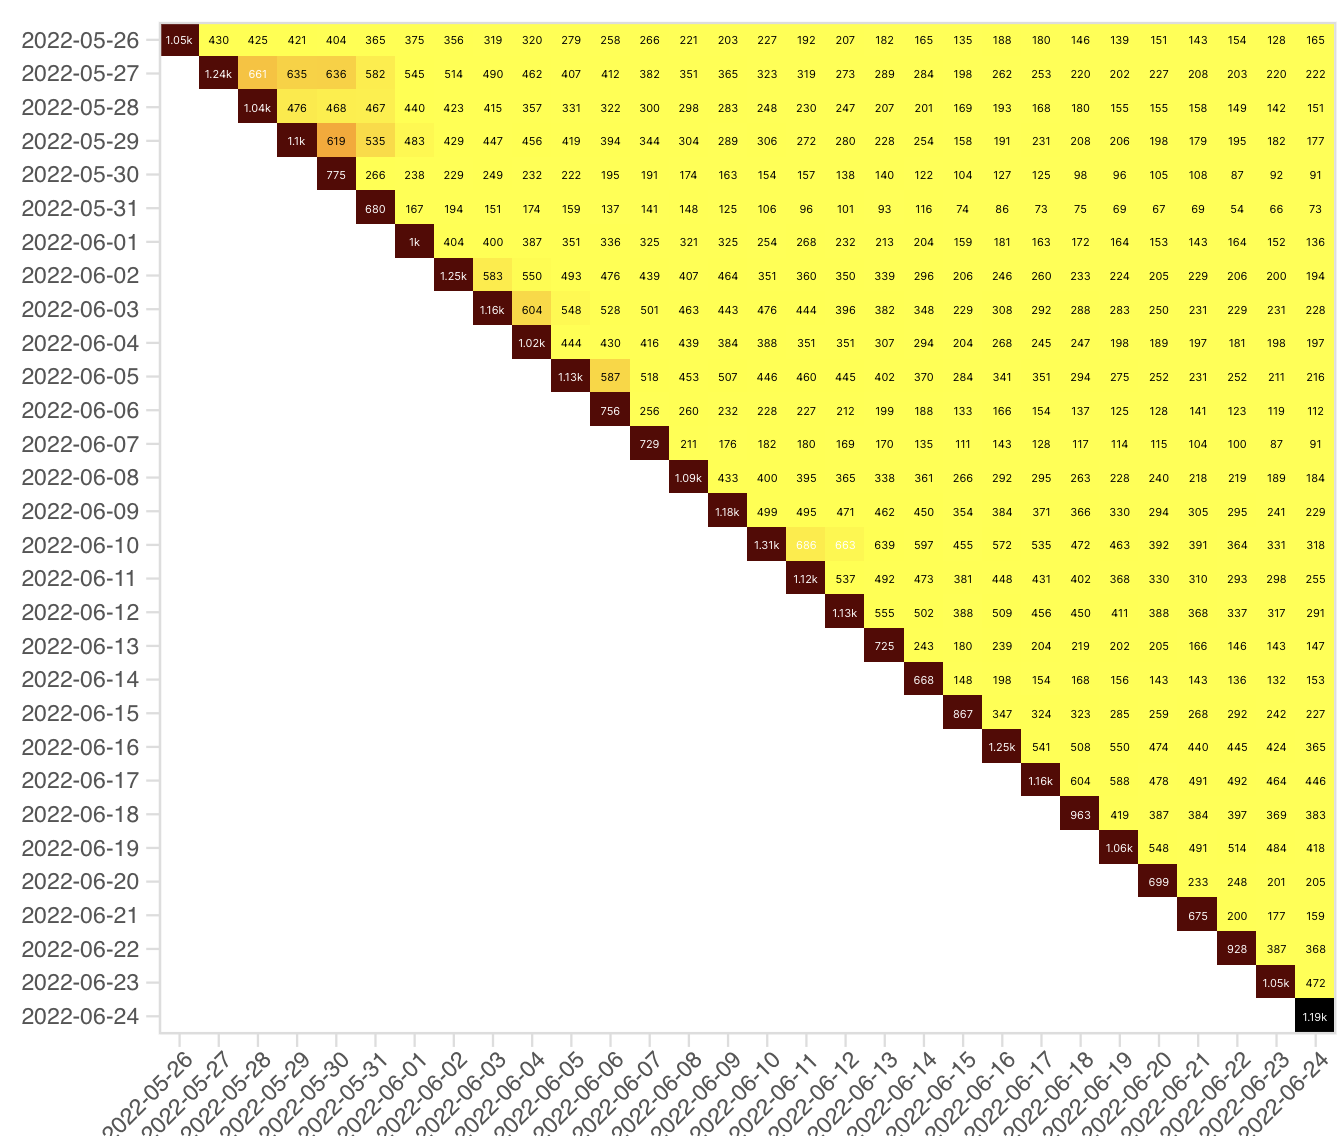 2022-05-26 1.05k 430 425 421 404 365 375 356 319 320 279 258 266 221 203 227 192 207 182 165 135 188 180 146 139 151 143 154 128 165
2022-05-27 1.24k 661 635 636 582 545 514 490 462 407 412 382 351 365 323 319 273 289 284 198 262 253 220 202 227 208 203 220 222
2022-05-28 1.04k 476 468 467 440 423 415 357 331 322 300 298 283 248 230 247 207 201 169 193 168 180 155 155 158 149 142 151
2022-05-29 1.1k 619 535 483 429 447 456 419 394 344 304 289 306 272 280 228 254 158 191 231 208 206 198 179 195 182 177
2022-05-30 775 266 238 229 249 232 222 195 191 174 163 154 157 138 140 122 104 127 125 98 96 105 108 87 92 91
2022-05-31 680 167 194 151 174 159 137 141 148 125 106 96 101 93 116 74 86 73 75 69 67 69 54 66 73
2022-06-01 1k 404 400 387 351 336 325 321 325 254 268 232 213 204 159 181 163 172 164 153 143 164 152 136
2022-06-02 1.25k 583 550 493 476 439 407 464 351 360 350 339 296 206 246 260 233 224 205 229 206 200 194
2022-06-03 1.16k 604 548 528 501 463 443 476 444 396 382 348 229 308 292 288 283 250 231 229 231 228
2022-06-04 1.02k 444 430 416 439 384 388 351 351 307 294 204 268 245 247 198 189 197 181 198 197
2022-06-05 1.13k 587 518 453 507 446 460 445 402 370 284 341 351 294 275 252 231 252 211 216
2022-06-06 756 256 260 232 228 227 212 199 188 133 166 154 137 125 128 141 123 119 112
2022-06-07 729 211 176 182 180 169 170 135 111 143 128 117 114 115 104 100 87 91
2022-06-08 1.09k 433 400 395 365 338 361 266 292 295 263 228 240 218 219 189 184
2022-06-09 1.18k 499 495 471 462 450 354 384 371 366 330 294 305 295 241 229
2022-06-10 1.31k 686 663 639 597 455 572 535 472 463 392 391 364 331 318
2022-06-11 1.12k 537 492 473 381 448 431 402 368 330 310 293 298 255
2022-06-12 1.13k 555 502 388 509 456 450 411 388 368 337 317 291
2022-06-13 725 243 180 239 204 219 202 205 166 146 143 147
2022-06-14 668 148 198 154 168 156 143 143 136 132 153
2022-06-15 867 347 324 323 285 259 268 292 242 227
2022-06-16 1.25k 541 508 550 474 440 445 424 365
2022-06-17 1.16k 604 588 478 491 492 464 446
2022-06-18 963 419 387 384 397 369 383
2022-06-19 1.06k 548 491 514 484 418
2022-06-20 699 233 248 201 205
2022-06-21 675 200 177 159
2022-06-22 928 387 368
2022-06-23 1.05k 472
2022-06-24 1.19k
2022-05-26 2022-05-27 2022-05-28 2022-05-29 2022-05-30 2022-05-31 2022-06-01 2022-06-02 2022-06-03 2022-06-04 2022-06-05 2022-06-06 2022-06-07 2022-06-08 2022-06-09 2022-06-10 2022-06-11 2022-06-12 2022-06-13 2022-06-14 2022-06-15 2022-06-16 2022-06-17 2022-06-18 2022-06-19 2022-06-20 2022-06-21 2022-06-22 2022-06-23 2022-06-24